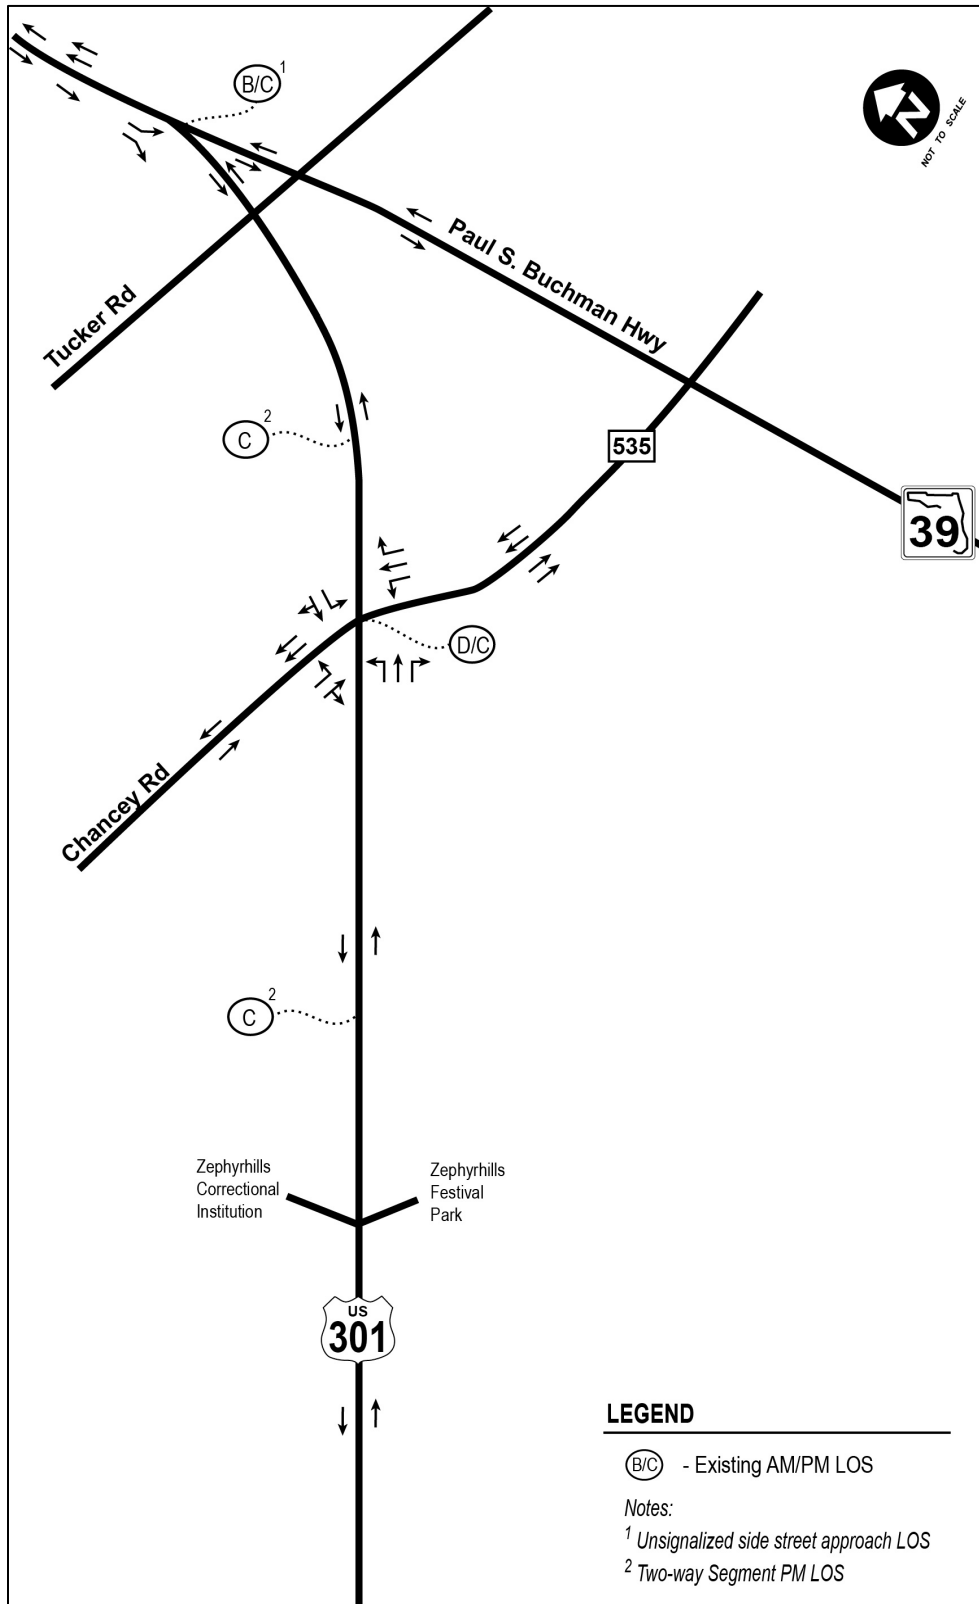 B/C 1
N
NOT TO SCALE
Paul S. Buchman Hwy
Tucker Rd
C 2
535
39
D/C
Chancey Rd
C 2
Zephyrhills
Correctional
Institution
Zephyrhills
Festival
Park
US
301
LEGEND
B/C - Existing AM/PM LOS
Notes:
1 Unsignalized side street approach LOS
2 Two-way Segment PM LOS